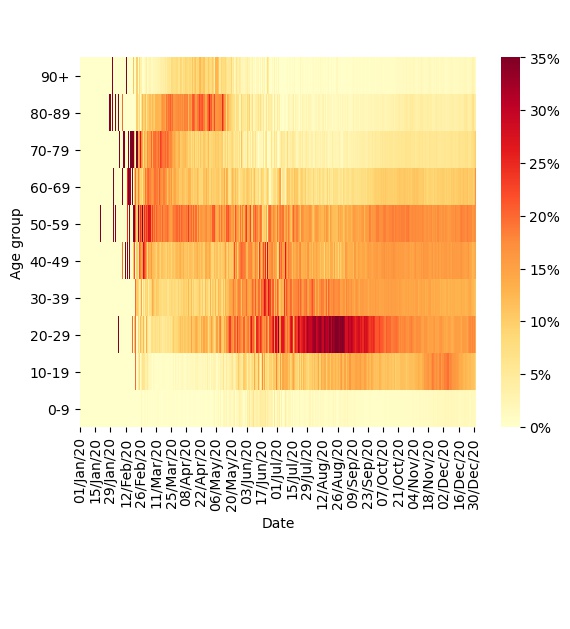 35%
30%
25%
20%
15%
10%
5%
0%
Age group
90+
80-89
70-79
60-69
50-59
40-49
30-39
20-29
10-19
0-9
01/Jan/20
15/Jan/20
29/Jan/20
12/Feb/20
26/Feb/20
11/Mar/20
25/Mar/20
08/Apr/20
22/Apr/20
06/May/20
20/May/20
03/Jun/20
17/Jun/20
01/Jul/20
15/Jul/20
29/Jul/20
12/Aug/20
26/Aug/20
09/Sep/20
23/Sep/20
07/Oct/20
21/Oct/20
04/Nov/20
18/Nov/20
02/Dec/20
16/Dec/20
30/Dec/20
Date